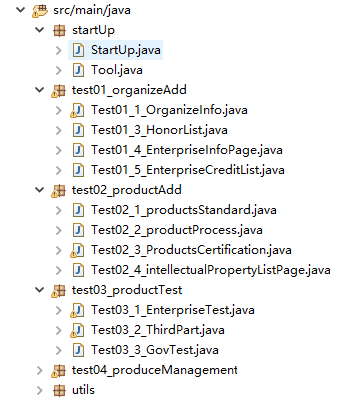 src/main/java
startUp
StartUp.java
Tool.java
test01_organizeAdd
Test01_1_OrganizeInfo.java
Test01_3_HonorList.java
Test01_4_EnterpriseInfoPage.java
Test01_5_EnterpriseCreditList.java
test02_productAdd
Test02_1_productsStandard.java
Test02_2_productProcess.java
Test02_3_ProductsCertification.java
Test02_4_intellectualPropertyListPage.java
test03_productTest
Test03_1_EnterpriseTest.java
Test03_2_ThirdPart.java
Test03_3_GovTest.java
test04_produceManagement
utils